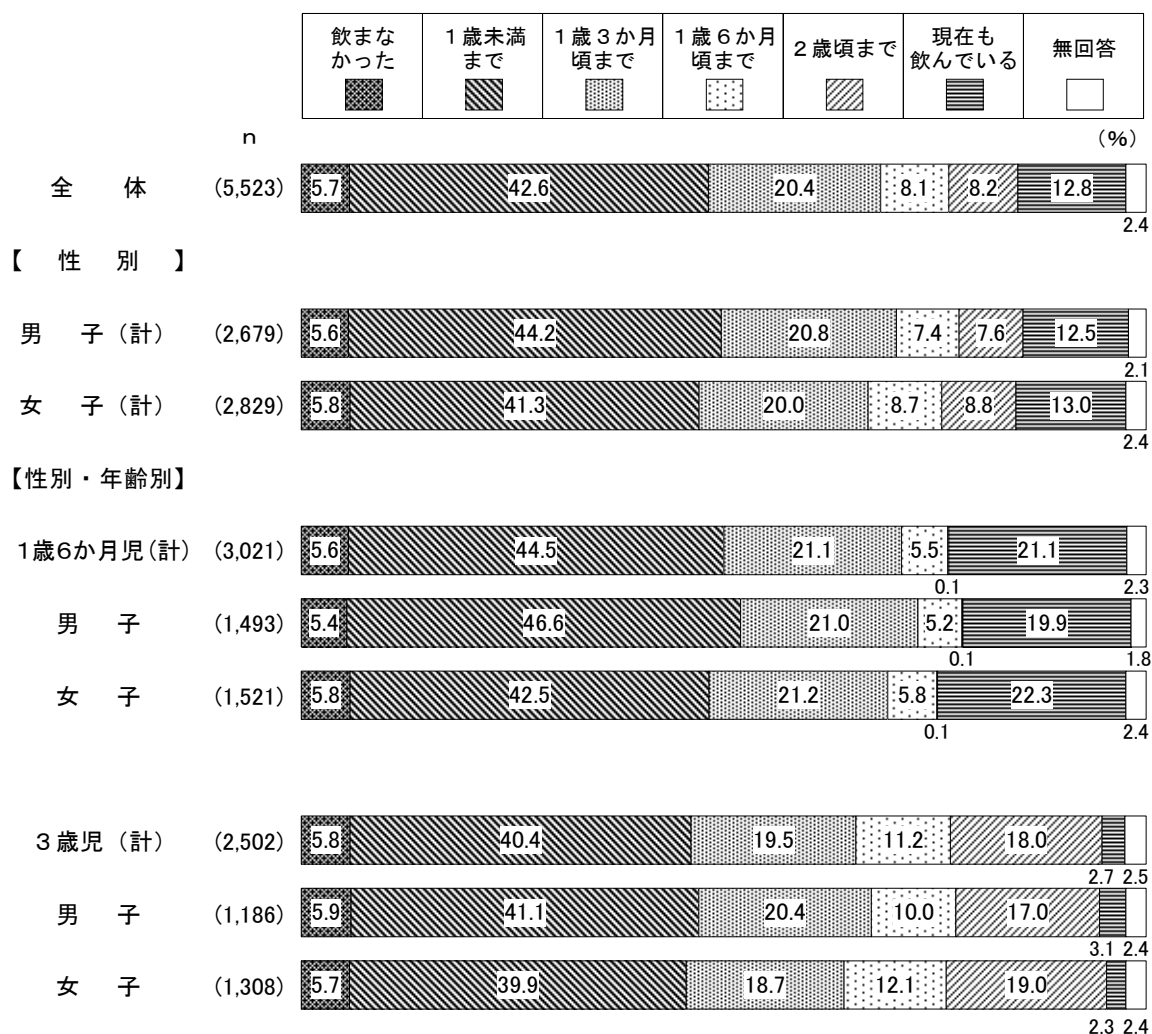 飲まな
かった
１歳未満
まで
１歳３か月
頃まで
１歳６か月
頃まで
２歳頃まで
現在も
飲んでいる
無回答
n
(%)
全　体 (5,523) 5.7 42.6 20.4 8.1 8.2 12.8
2.4
【　性　別　】
男　子（計） (2,679) 5.6 44.2 20.8 7.4 7.6 12.5
2.1
女　子（計） (2,829) 5.8 41.3 20.0 8.7 8.8 13.0
2.4
【性別・年齢別】
1歳6か月児(計) (3,021) 5.6 44.5 21.1 5.5 21.1
0.1 2.3
男　子 (1,493) 5.4 46.6 21.0 5.2 19.9
0.1 1.8
女　子 (1,521) 5.8 42.5 21.2 5.8 22.3
0.1 2.4
３歳児（計） (2,502) 5.8 40.4 19.5 11.2 18.0
2.7 2.5
男　子 (1,186) 5.9 41.1 20.4 10.0 17.0
3.1 2.4
女　子 (1,308) 5.7 39.9 18.7 12.1 19.0
2.3 2.4